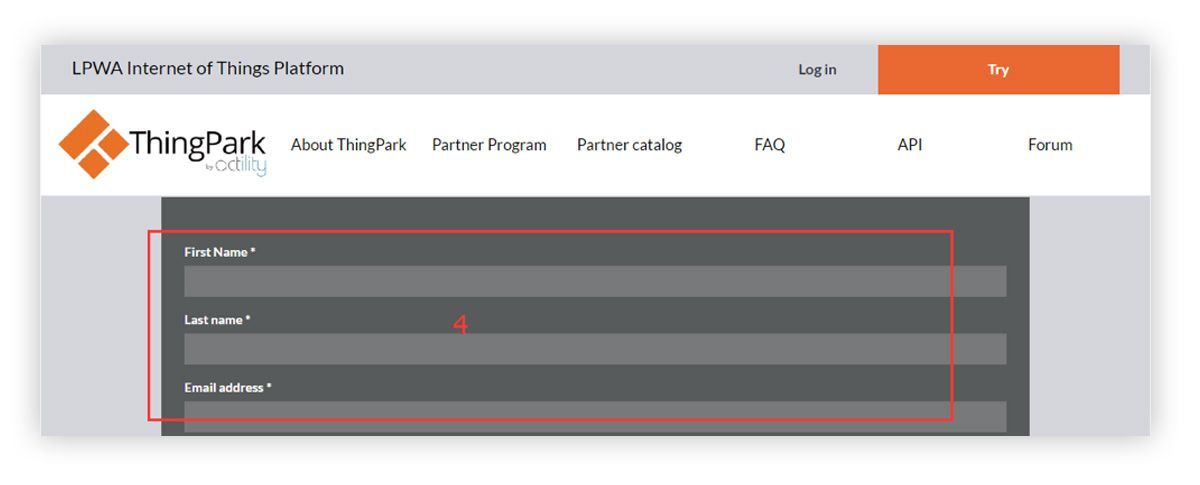 LPWA Internet of Things Platform
Log in
Try
ThingPark
by actility
About ThingPark
Partner Program
Partner catalog
FAQ
API
Forum
First Name *
Last name *
4
Email address *